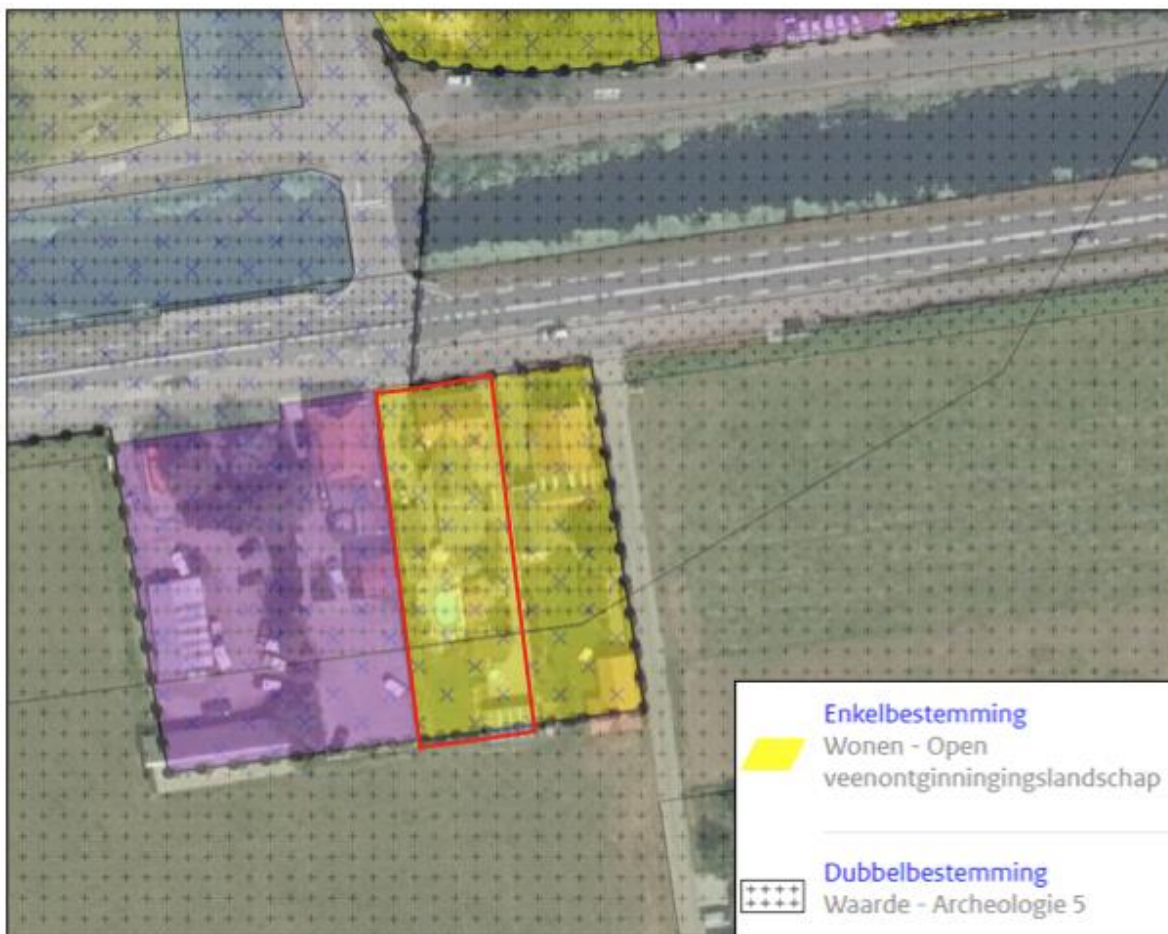 Enkelbestemming
Wonen - Open
veenontginningingslandschap
Dubbelbestemming
Waarde - Archeologie 5